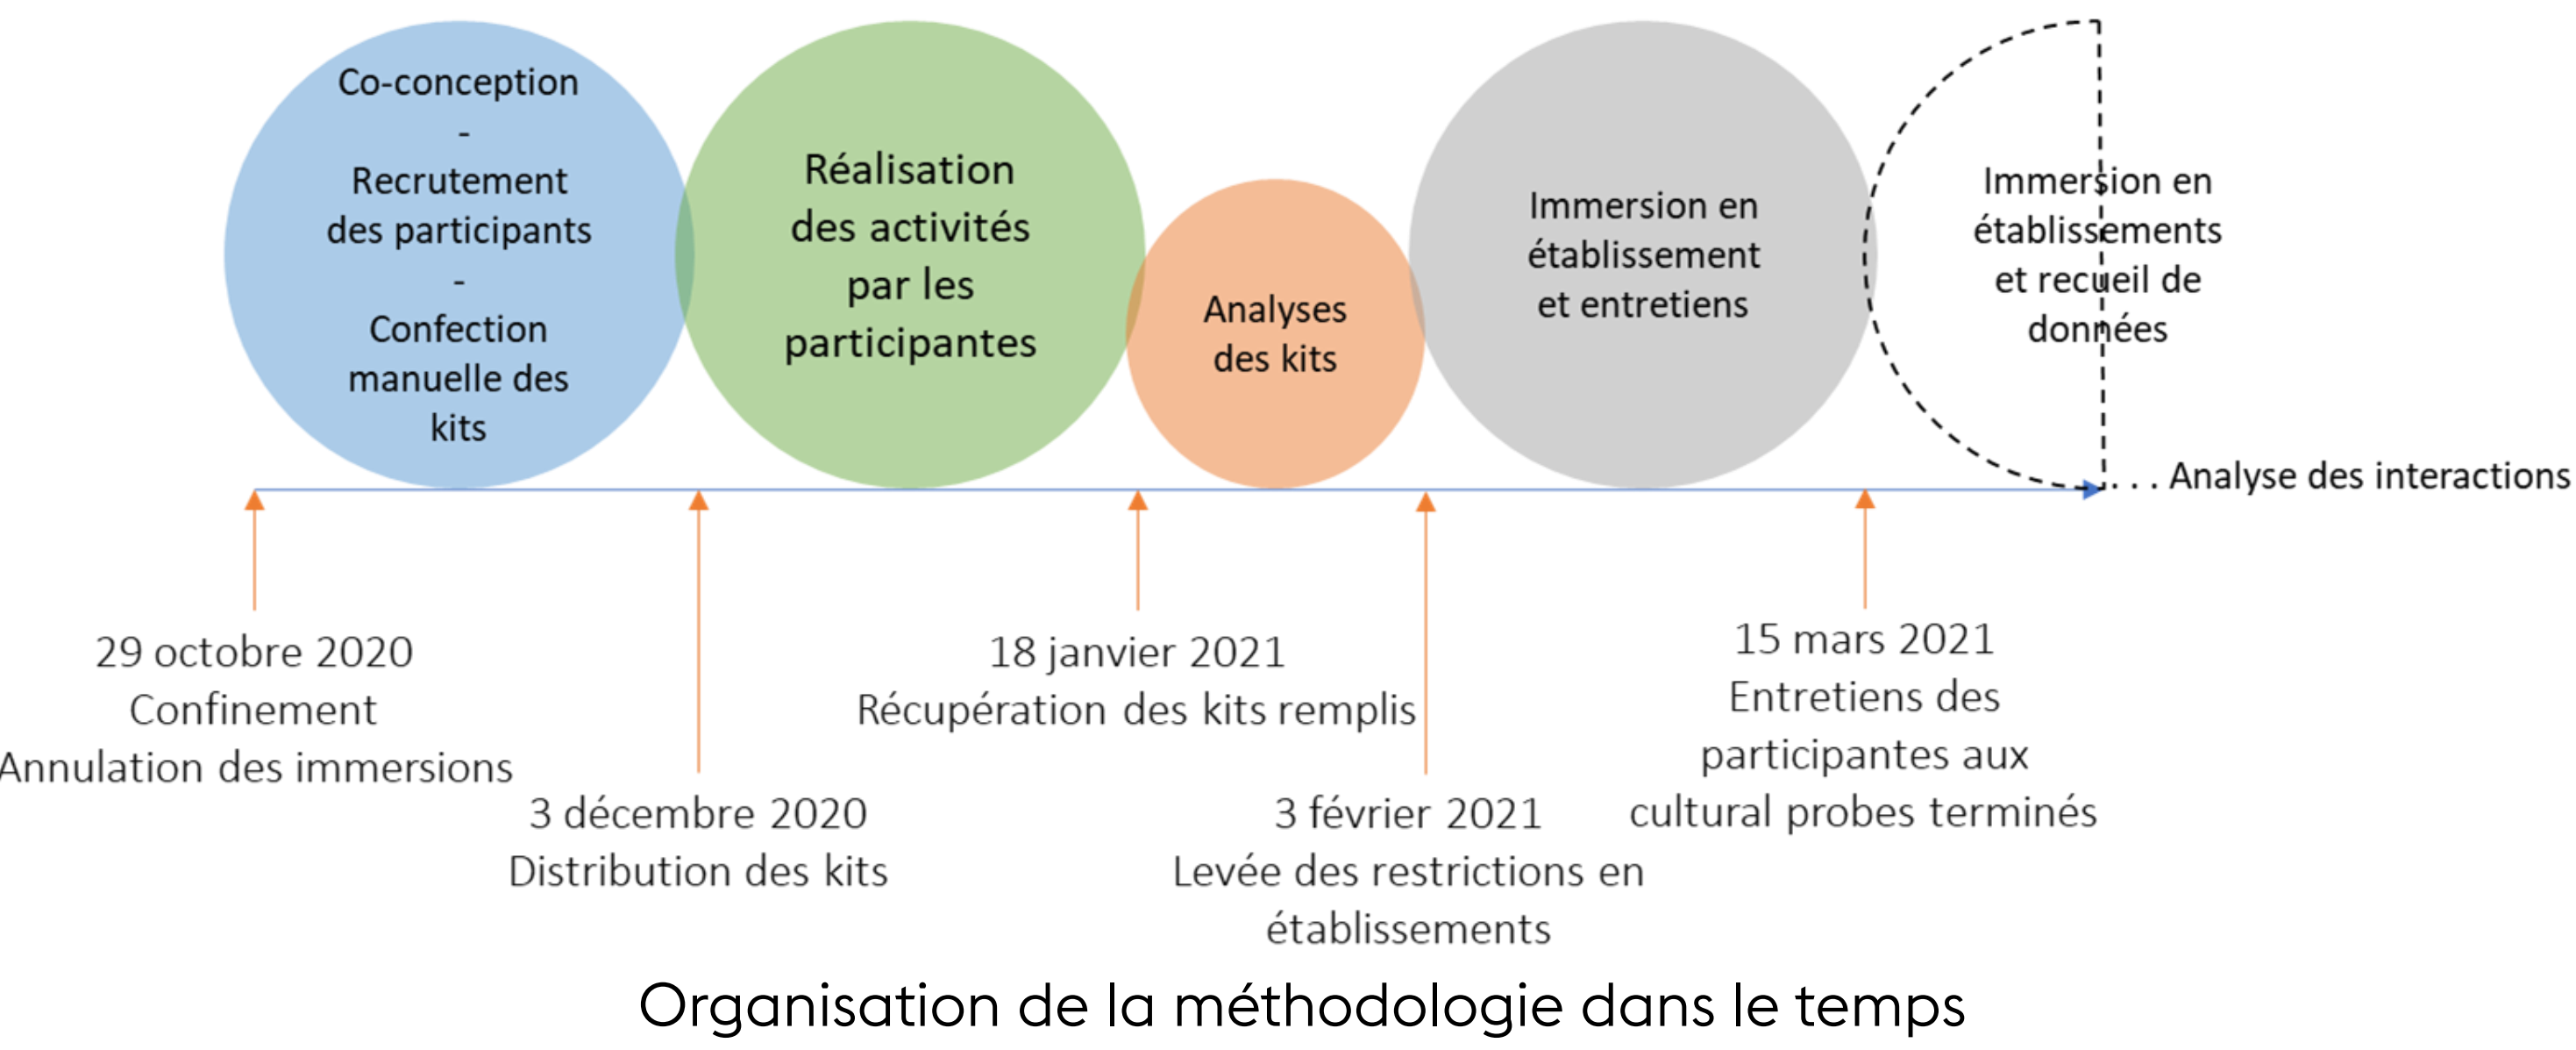 Co-conception
-
Recrutement
des participants
-
Confection
manuelle des
kits
Réalisation
des activités
par les
participantes
Analyses
des kits
Immersion en
établissement
et entretiens
Immersion en
établissements
et recueil de
données
. . . Analyse des interactions
29 octobre 2020
Confinement
Annulation des immersions
3 décembre 2020
Distribution des kits
18 janvier 2021
Récupération des kits remplis
3 février 2021
Levée des restrictions en
établissements
15 mars 2021
Entretiens des
participantes aux
cultural probes terminés
Organisation de la méthodologie dans le temps